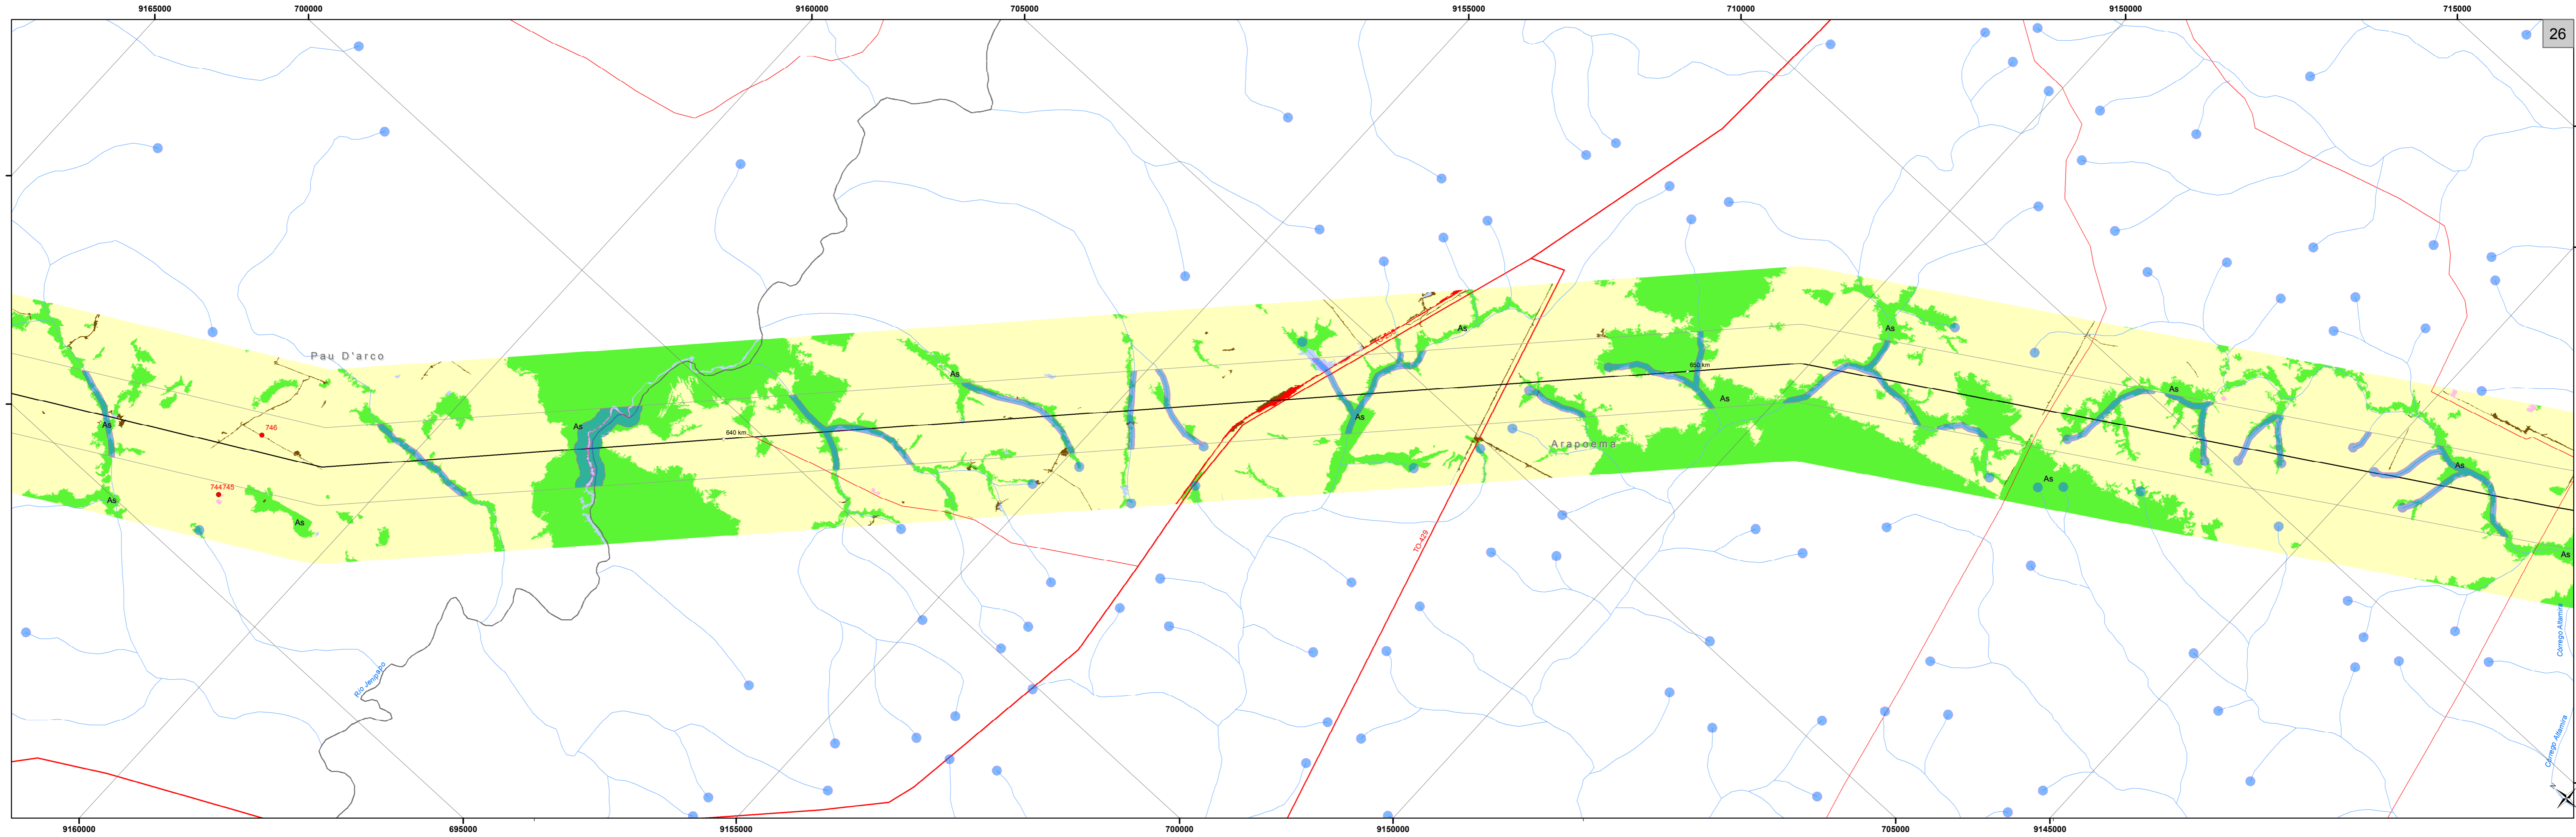 9165000
700000
9160000
705000
9155000
710000
9150000
715000
26
Pau D'arco
As
746
744745
As
As
As
640 km
Rio Jenipapo
As
As
As
TO-429
Arapoema
650 km
As
As
As
As
As
As
Córrego Altamira
Córrego Altamira
N
9160000
695000
9155000
700000
9150000
705000
9145000